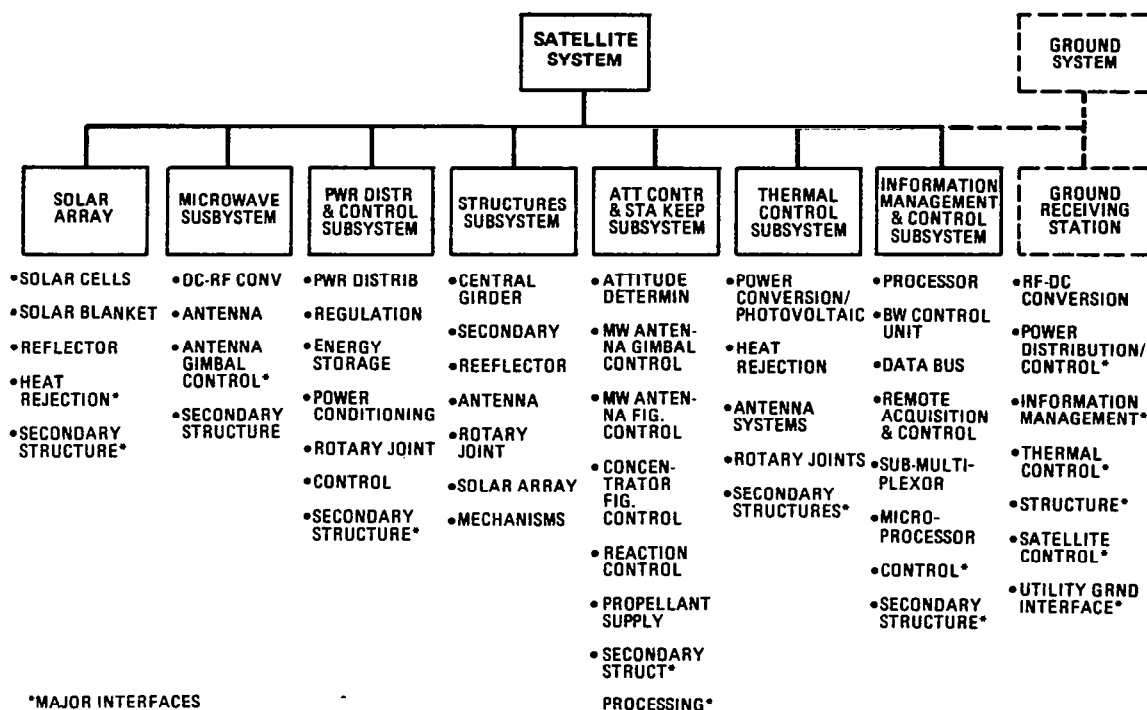 SATELLITE
SYSTEM
GROUND
SYSTEM
SOLAR
ARRAY
•SOLAR CELLS
•SOLAR BLANKET
•REFLECTOR
•HEAT
REJECTION*
•SECONDARY
STRUCTURE*
MICROWAVE
SUSBYSTEM
•DC-RF CONV
•ANTENNA
•ANTENNA
GIMBAL
CONTROL*
•SECONDARY
STRUCTURE
PWR DISTR
& CONTROL
SUBSYSTEM
•PWR DISTRIB
•REGULATION
•ENERGY
STORAGE
•POWER
CONDITIONING
•ROTARY JOINT
•CONTROL
•SECONDARY
STRUCTURE*
STRUCTURES
SUBSYSTEM
•CENTRAL
GIRDER
•SECONDARY
•REEFLECTOR
•ANTENNA
•ROTARY
JOINT
•SOLAR ARRAY
•MECHANISMS
ATT CONTR
& STA KEEP
SUBSYSTEM
•ATTITUDE
DETERMIN
•MW ANTEN-
NA GIMBAL
CONTROL
•MW ANTEN-
NA FIG.
CONTROL
•CONCEN-
TRATOR
FIG.
CONTROL
•REACTION
CONTROL
•PROPELLANT
SUPPLY
•SECONDARY
STRUCT*
PROCESSING*
THERMAL
CONTROL
SUBSYSTEM
•POWER
CONVERSION/
PHOTOVOLTAIC
•HEAT
REJECTION
•ANTENNA
SYSTEMS
•ROTARY JOINTS
•SECONDARY
STRUCTURES*
INFORMATION
MANAGEMENT
& CONTROL
SUBSYSTEM
•PROCESSOR
•BW CONTROL
UNIT
•DATA BUS
•REMOTE
ACQUISITION
& CONTROL
•SUB-MULTI-
PLEXOR
•MICRO-
PROCESSOR
•CONTROL*
•SECONDARY
STRUCTURE*
GROUND
RECEIVING
STATION
•RF-DC
CONVERSION
•POWER
DISTRIBUTION/
CONTROL*
•INFORMATION
MANAGEMENT*
•THERMAL
CONTROL*
•STRUCTURE*
•SATELLITE
CONTROL*
•UTILITY GRND
INTERFACE*
*MAJOR INTERFACES